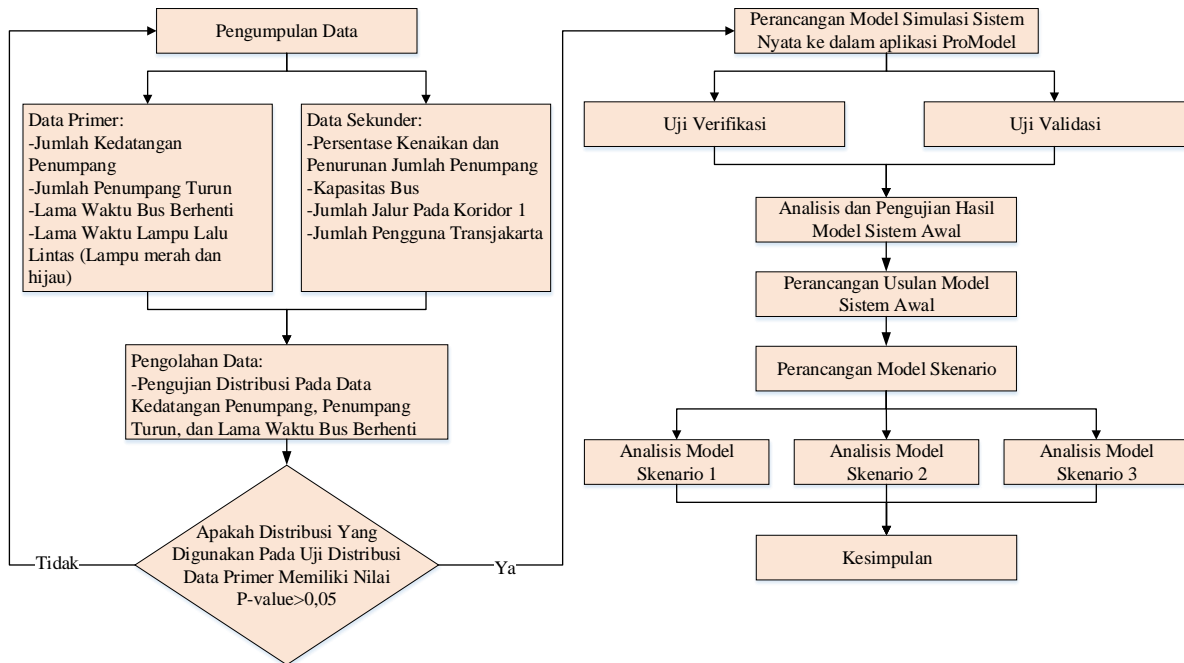 Pengumpulan Data
Data Primer:
-Jumlah Kedatangan
Penumpang
-Jumlah Penumpang Turun
-Lama Waktu Bus Berhenti
-Lama Waktu Lampu Lalu
Lintas (Lampu merah dan
hijau)
Data Sekunder:
-Persentase Kenaikan dan
Penurunan Jumlah Penumpang
-Kapasitas Bus
-Jumlah Jalur Pada Koridor 1
-Jumlah Pengguna Transjakarta
Pengolahan Data:
-Pengujian Distribusi Pada Data
Kedatangan Penumpang, Penumpang
Turun, dan Lama Waktu Bus Berhenti
Apakah Distribusi Yang
Digunakan Pada Uji Distribusi
Data Primer Memiliki Nilai
P-value>0,05
Tidak
Ya
Perancangan Model Simulasi Sistem
Nyata ke dalam aplikasi ProModel
Uji Verifikasi
Uji Validasi
Analisis dan Pengujian Hasil
Model Sistem Awal
Perancangan Usulan Model
Sistem Awal
Perancangan Model Skenario
Analisis Model
Skenario 1
Analisis Model
Skenario 2
Analisis Model
Skenario 3
Kesimpulan